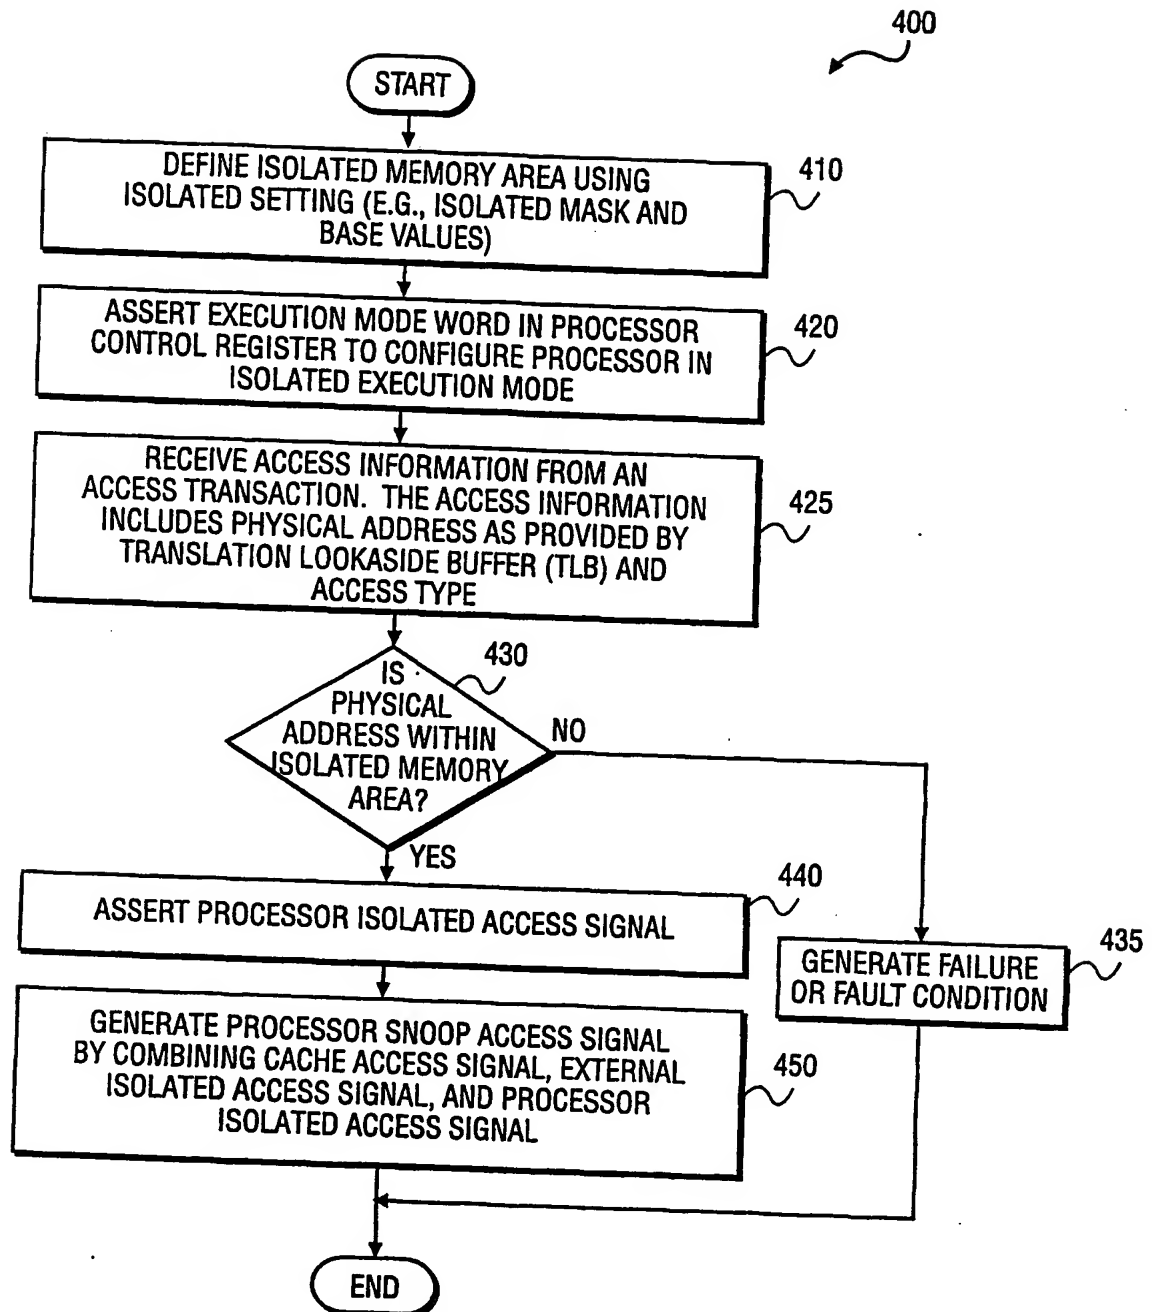 400
START
DEFINE ISOLATED MEMORY AREA USING
ISOLATED SETTING (E.G., ISOLATED MASK AND
BASE VALUES)
410
ASSERT EXECUTION MODE WORD IN PROCESSOR
CONTROL REGISTER TO CONFIGURE PROCESSOR IN
ISOLATED EXECUTION MODE
420
RECEIVE ACCESS INFORMATION FROM AN
ACCESS TRANSACTION. THE ACCESS INFORMATION
INCLUDES PHYSICAL ADDRESS AS PROVIDED BY
TRANSLATION LOOKASIDE BUFFER (TLB) AND
ACCESS TYPE
425
IS
PHYSICAL
ADDRESS WITHIN
ISOLATED MEMORY
AREA?
430
NO
YES
ASSERT PROCESSOR ISOLATED ACCESS SIGNAL
440
GENERATE FAILURE
OR FAULT CONDITION
435
GENERATE PROCESSOR SNOOP ACCESS SIGNAL
BY COMBINING CACHE ACCESS SIGNAL, EXTERNAL
ISOLATED ACCESS SIGNAL, AND PROCESSOR
ISOLATED ACCESS SIGNAL
450
END